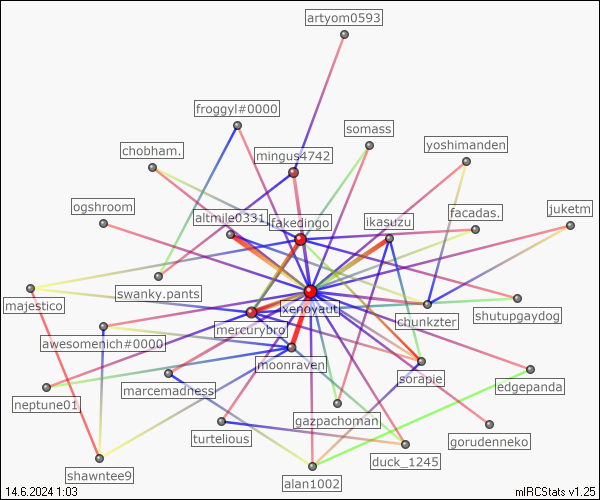 artyom0593
froggyl#0000
somass
yoshimanden
chobham.
mingus4742
ogshroom
altmile0331
fakedingo
ikasuzu
facadas.
juketm
majestico
swanky.pants
xenoyaut
chunkzter
shutupgaydog
mercurybro
awesomenich#0000
moonraven
sorapie
edgepanda
neptune01
marcemadness
gazpachoman
gorudenneko
turtelious
duck_1245
shawntee9
alan1002
14.6.2024 1:03
mIRCStats v1.25